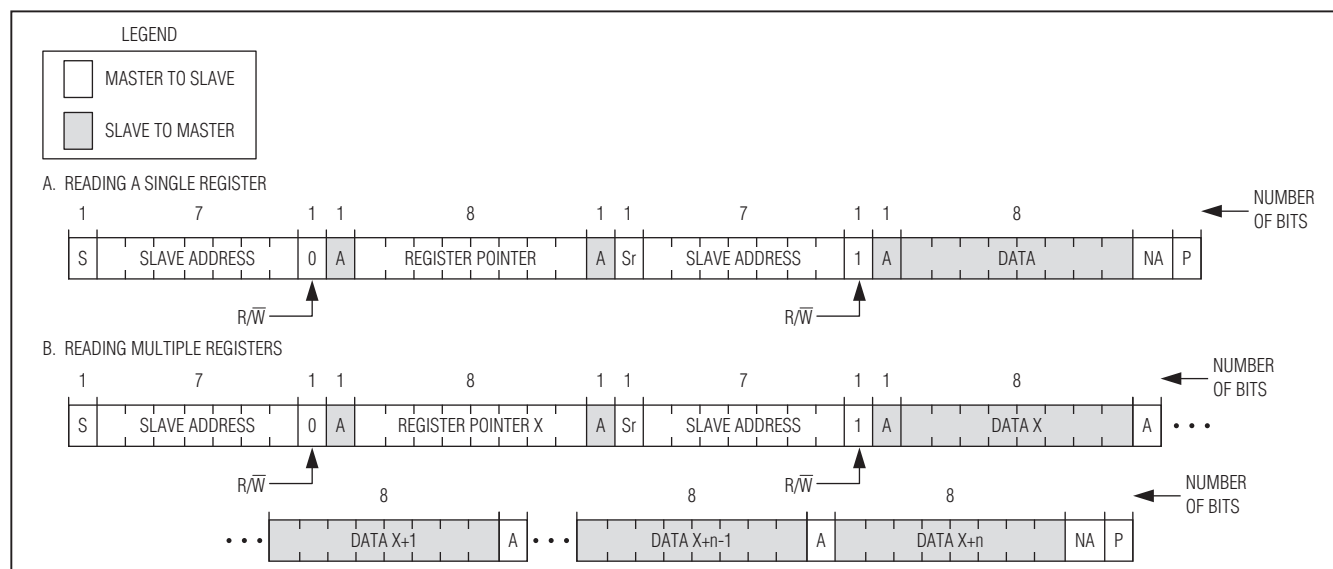 LEGEND
MASTER TO SLAVE
SLAVE TO MASTER
A. READING A SINGLE REGISTER
1 7 1 1 8 1 1 7 1 1 8 NUMBER OF BITS
S SLAVE ADDRESS 0 A REGISTER POINTER A Sr SLAVE ADDRESS 1 A DATA NA P
R/W̅ R/W̅
B. READING MULTIPLE REGISTERS
1 7 1 1 8 1 1 7 1 1 8 NUMBER OF BITS
S SLAVE ADDRESS 0 A REGISTER POINTER X A Sr SLAVE ADDRESS 1 A DATA X A • • •
R/W̅ R/W̅
8 8 8 NUMBER OF BITS
• • • DATA X+1 A • • • DATA X+n-1 A DATA X+n NA P